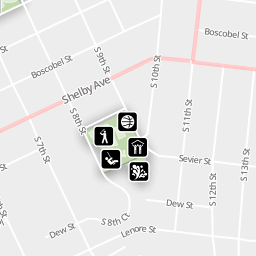 Boscobel St
S 9th St
Boscobel St
S 10th St
Shelby Ave
S 8th St
S 11th St
S 7th St
Sevier St
S 13th St
S 12th St
Dew St
S 8th Ct
Dew St
Lenore St